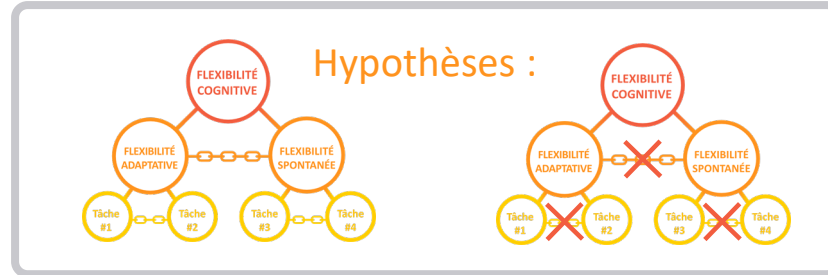 Hypothèses :
FLEXIBILITÉ
COGNITIVE
FLEXIBILITÉ
ADAPTATIVE
FLEXIBILITÉ
SPONTANÉE
Tâche
#1
Tâche
#2
Tâche
#3
Tâche
#4
FLEXIBILITÉ
COGNITIVE
FLEXIBILITÉ
ADAPTATIVE
FLEXIBILITÉ
SPONTANÉE
Tâche
#1
Tâche
#2
Tâche
#3
Tâche
#4